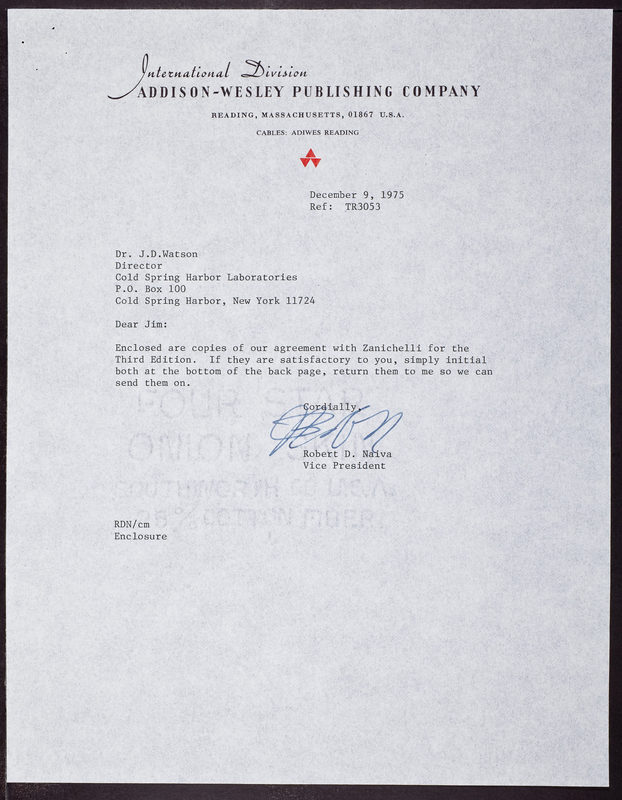 International Division
ADDISON-WESLEY PUBLISHING COMPANY
READING, MASSACHUSETTS, 01867 U.S.A.
CABLES: ADIWES READING
December 9, 1975
Ref: TR3053
Dr. J.D.Watson
Director
Cold Spring Harbor Laboratories
P.O. Box 100
Cold Spring Harbor, New York 11724
Dear Jim:
Enclosed are copies of our agreement with Zanichelli for the
Third Edition. If they are satisfactory to you, simply initial
both at the bottom of the back page, return them to me so we can
send them on.
Cordially,
Robert D. Naiva
Vice President
RDN/cm
Enclosure